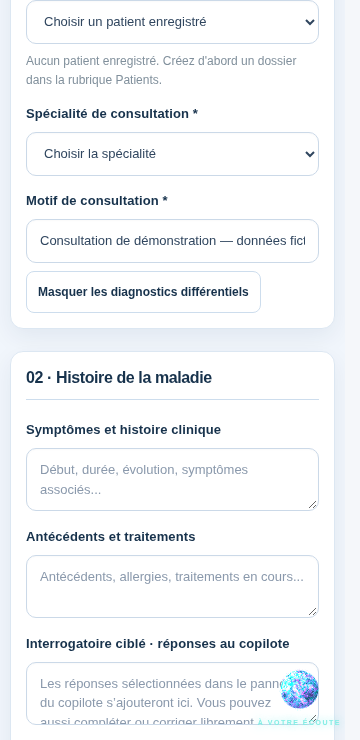 Choisir un patient enregistré
Aucun patient enregistré. Créez d'abord un dossier
dans la rubrique Patients.
Spécialité de consultation *
Choisir la spécialité
Motif de consultation *
Consultation de démonstration — données fict
Masquer les diagnostics différentiels
02 · Histoire de la maladie
Symptômes et histoire clinique
Début, durée, évolution, symptômes
associés...
Antécédents et traitements
Antécédents, allergies, traitements en cours...
Interrogatoire ciblé · réponses au copilote
Les réponses sélectionnées dans le
du copilote s'ajouteront ici. Vous pouvez
aussi compléter ou corriger librement
À VOTRE ÉCOUTE